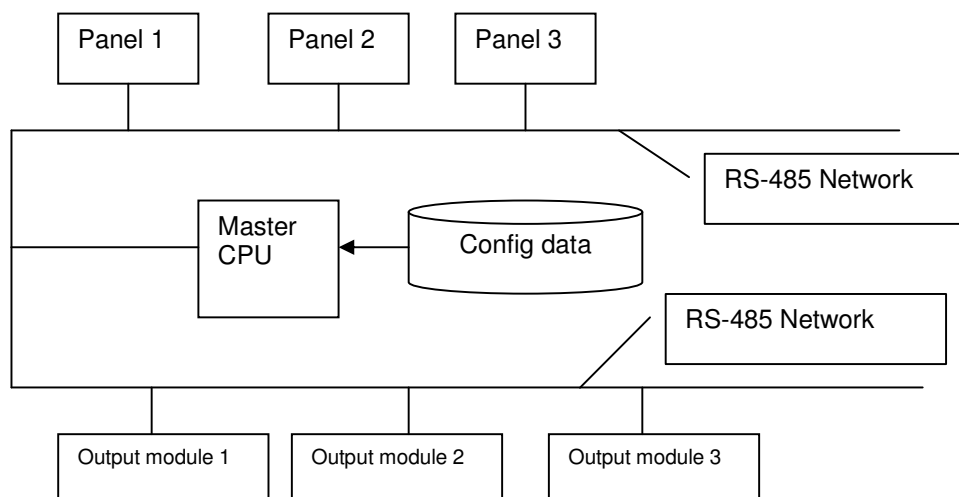 Panel 1
Panel 2
Panel 3
RS-485 Network
Master
CPU
Config data
RS-485 Network
Output module 1
Output module 2
Output module 3